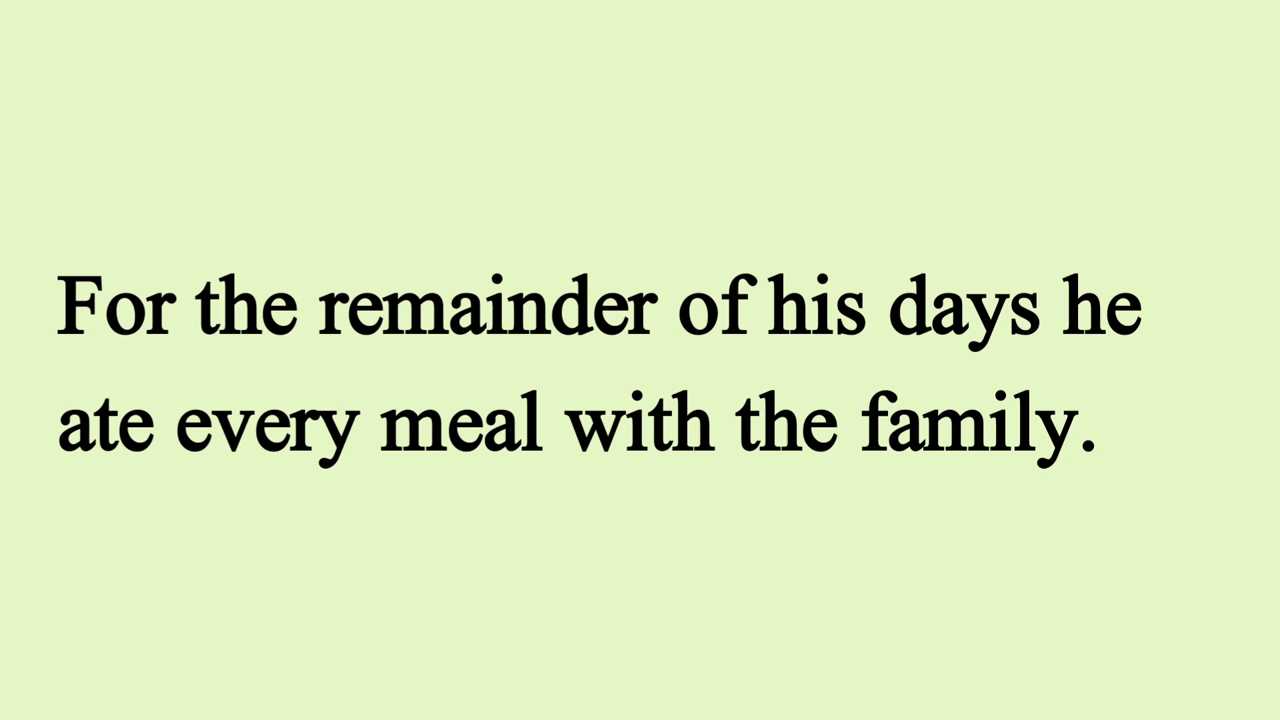 For the remainder of his days he
ate every meal with the family.